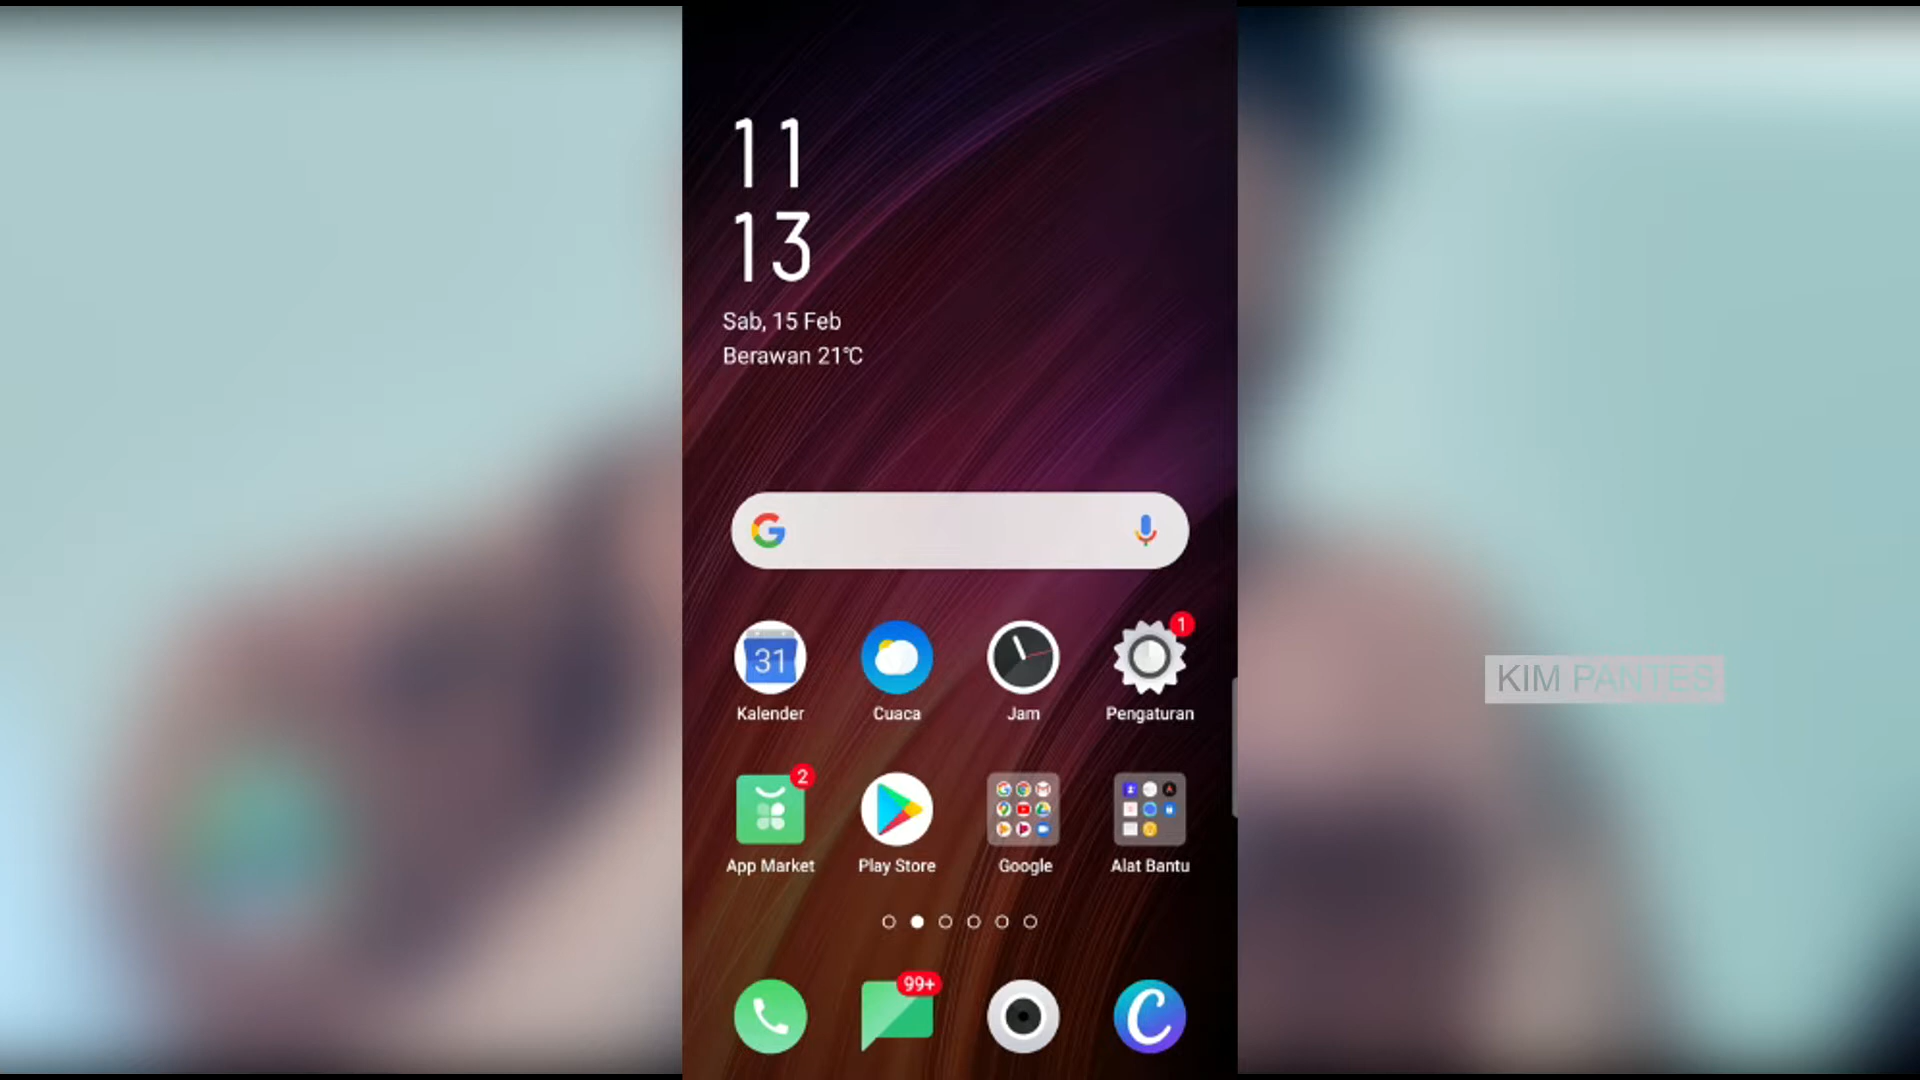 11
13
Sab, 15 Feb
Berawan 21°C
31
Kalender
Cuaca
Jam
1
Pengaturan
2
App Market
Play Store
Google
Alat Bantu
99+
KIM PANTES